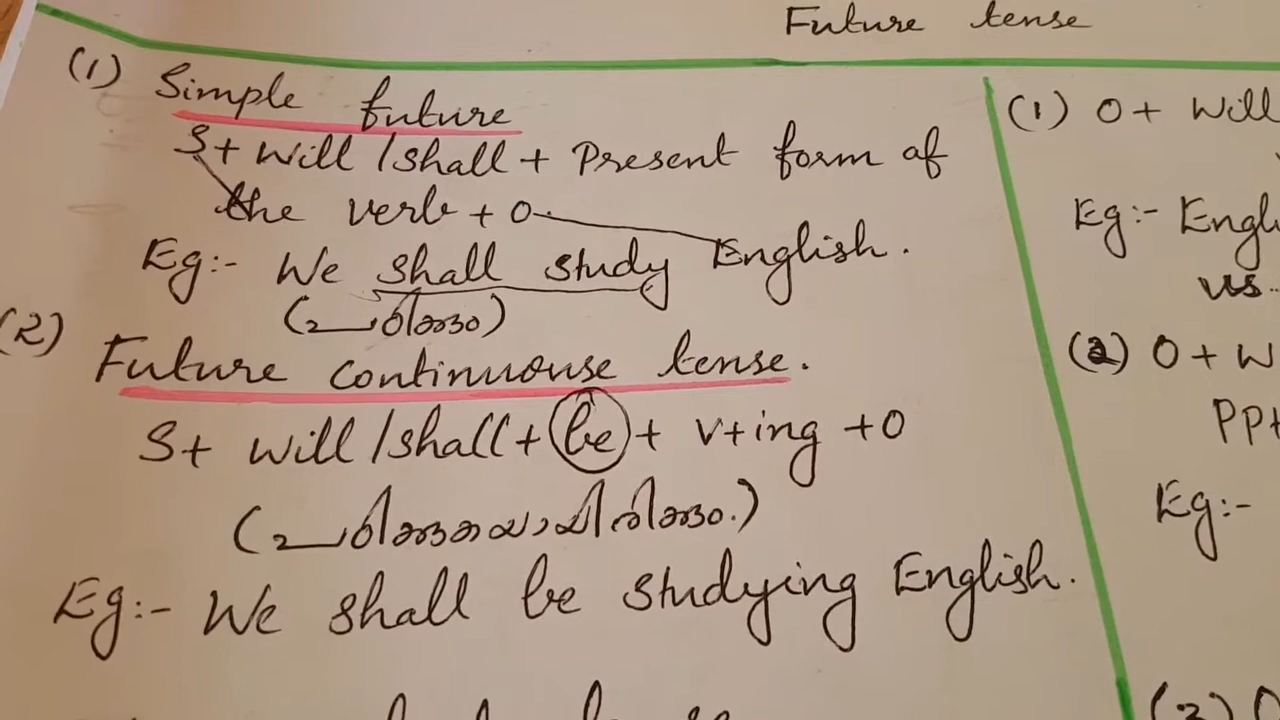 Future tense
(1) Simple future
S+ Will /shall + Present form of
the verb + O
Eg:- We shall study English.
(പഠിക്കും)
(2) Future continuouse tense.
S+ will /shall + be + v+ing +O
Eg:- We shall be studying English.
(1) O+ Will
Eg:- Engl
us..
(2) O + W
PP+
Eg:-